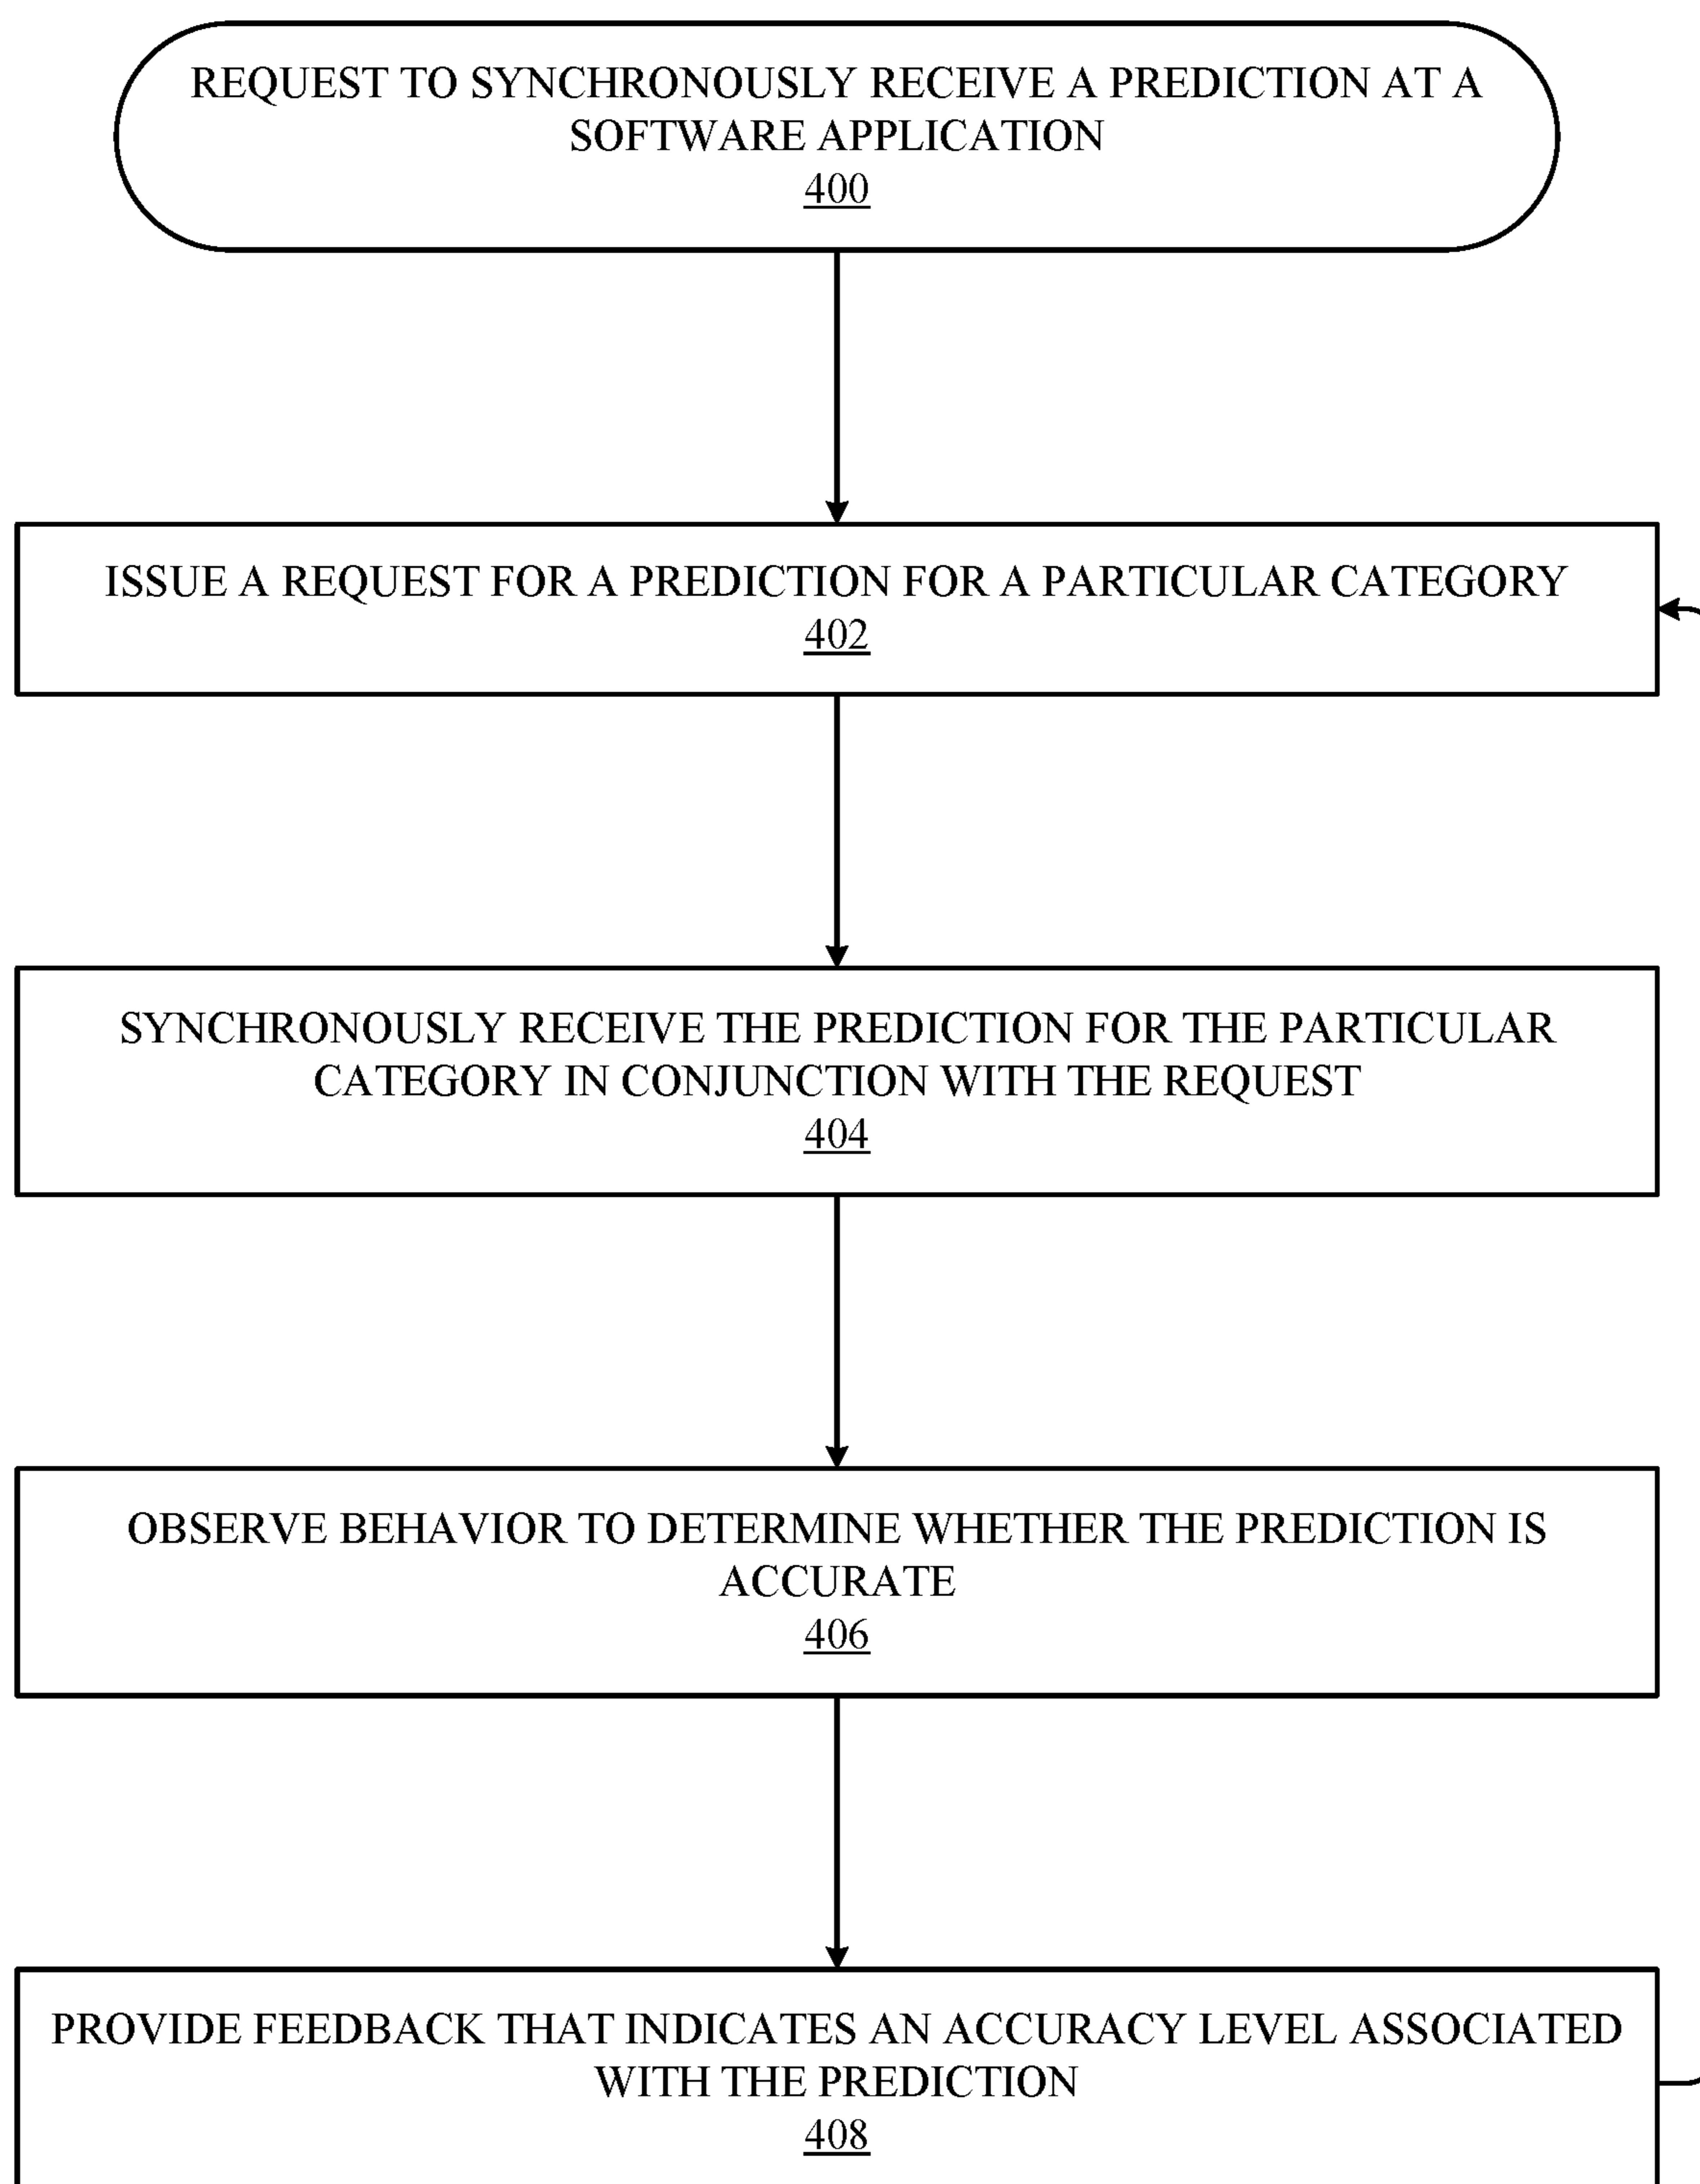 REQUEST TO SYNCHRONOUSLY RECEIVE A PREDICTION AT A
SOFTWARE APPLICATION
400
ISSUE A REQUEST FOR A PREDICTION FOR A PARTICULAR CATEGORY
402
SYNCHRONOUSLY RECEIVE THE PREDICTION FOR THE PARTICULAR
CATEGORY IN CONJUNCTION WITH THE REQUEST
404
OBSERVE BEHAVIOR TO DETERMINE WHETHER THE PREDICTION IS
ACCURATE
406
PROVIDE FEEDBACK THAT INDICATES AN ACCURACY LEVEL ASSOCIATED
WITH THE PREDICTION
408